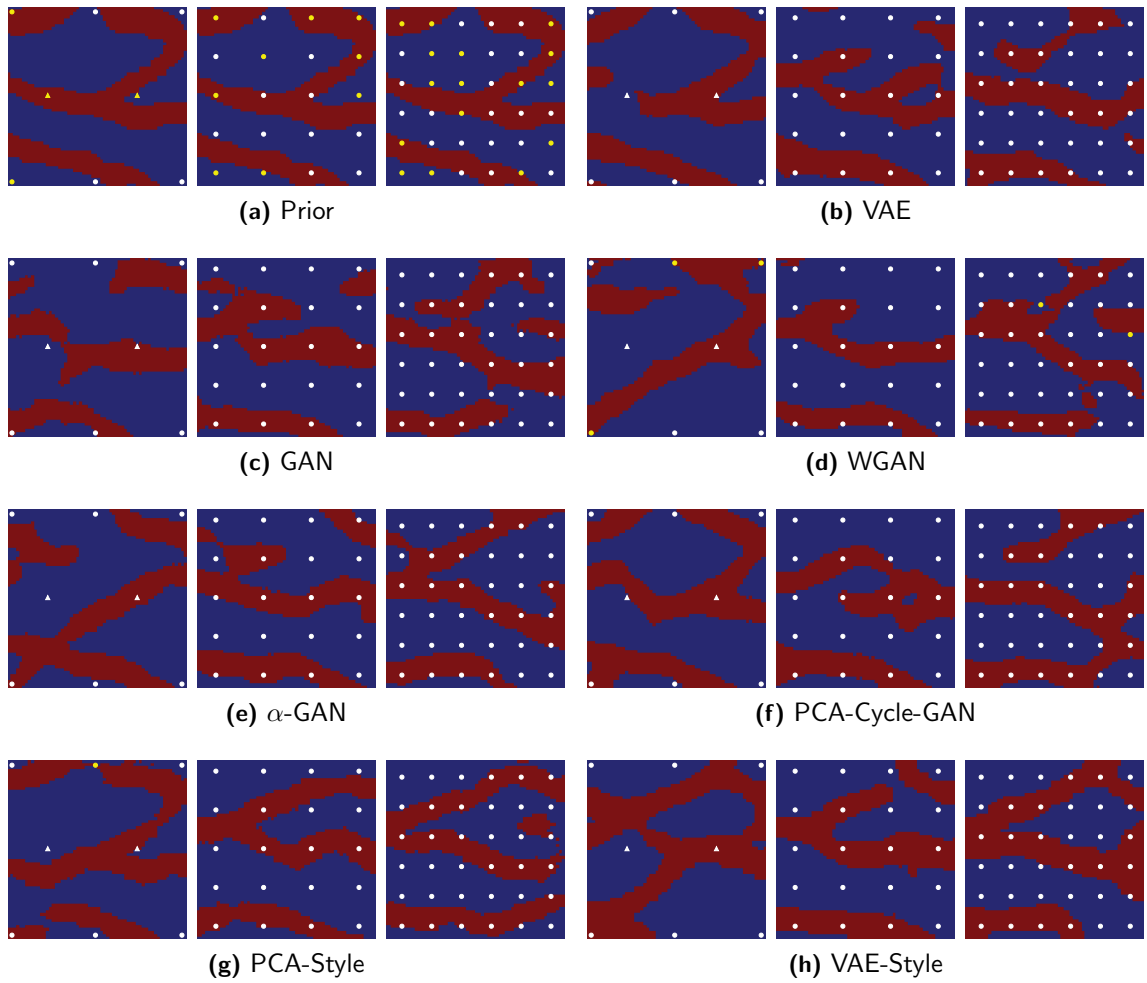 (a) Prior
(b) VAE
(c) GAN
(d) WGAN
(e) α-GAN
(f) PCA-Cycle-GAN
(g) PCA-Style
(h) VAE-Style